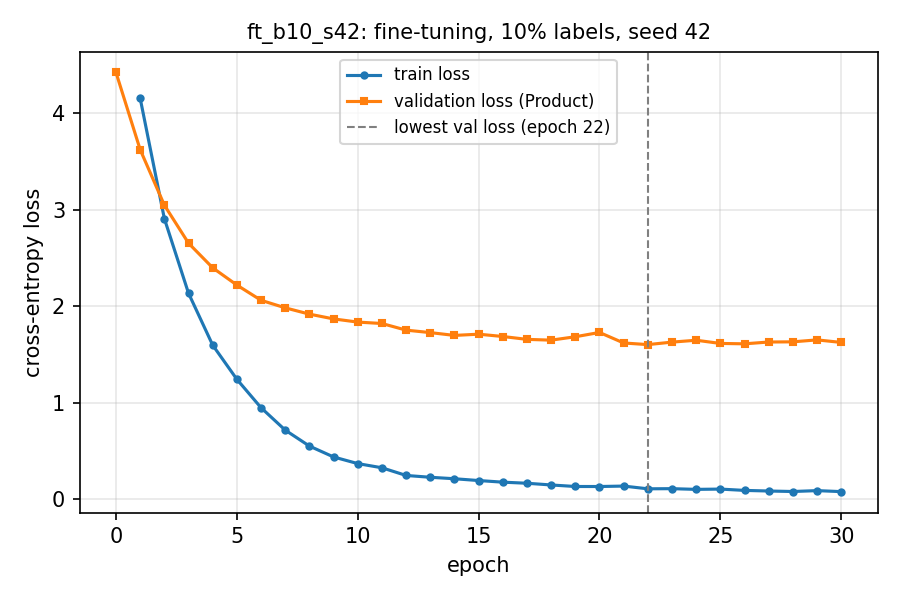 ft_b10_s42: fine-tuning, 10% labels, seed 42
train loss
validation loss (Product)
lowest val loss (epoch 22)
cross-entropy loss
4
3
2
1
0
0 5 10 15 20 25 30
epoch